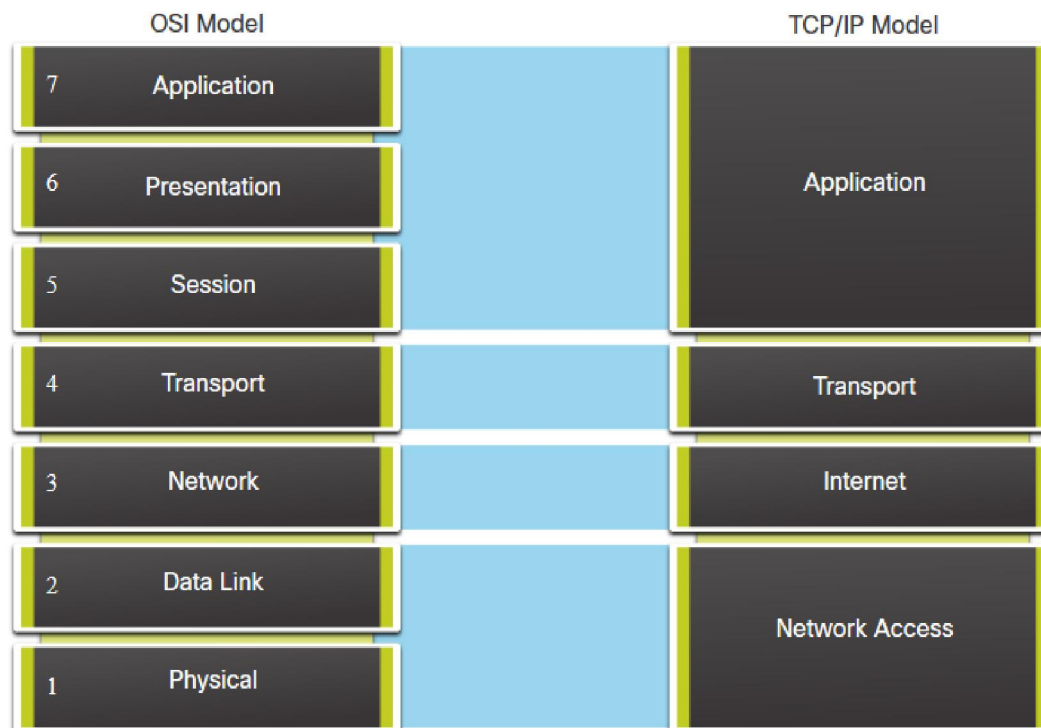 OSI Model
TCP/IP Model
7 Application
6 Presentation
Application
5 Session
4 Transport
Transport
3 Network
Internet
2 Data Link
Network Access
1 Physical